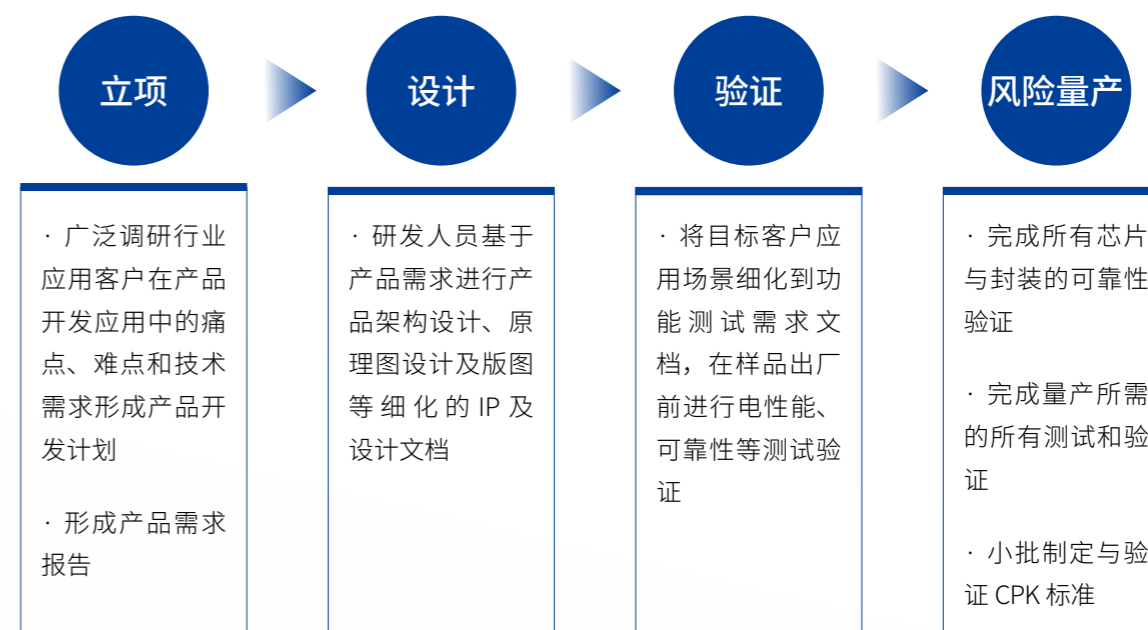 立项
· 广泛调研行业
应用客户在产品
开发应用中的痛
点、难点和技术
需求形成产品开
发计划
· 形成产品需求
报告
设计
· 研发人员基于
产品需求进行产
品架构设计、原
理图设计及版图
等细化的 IP 及
设计文档
验证
· 将目标客户应
用场景细化到功
能测试需求文
档，在样品出厂
前进行电性能、
可靠性等测试验
证
风险量产
· 完成所有芯片
与封装的可靠性
验证
· 完成量产所需
的所有测试和验
证
· 小批制定与验
证 CPK 标准